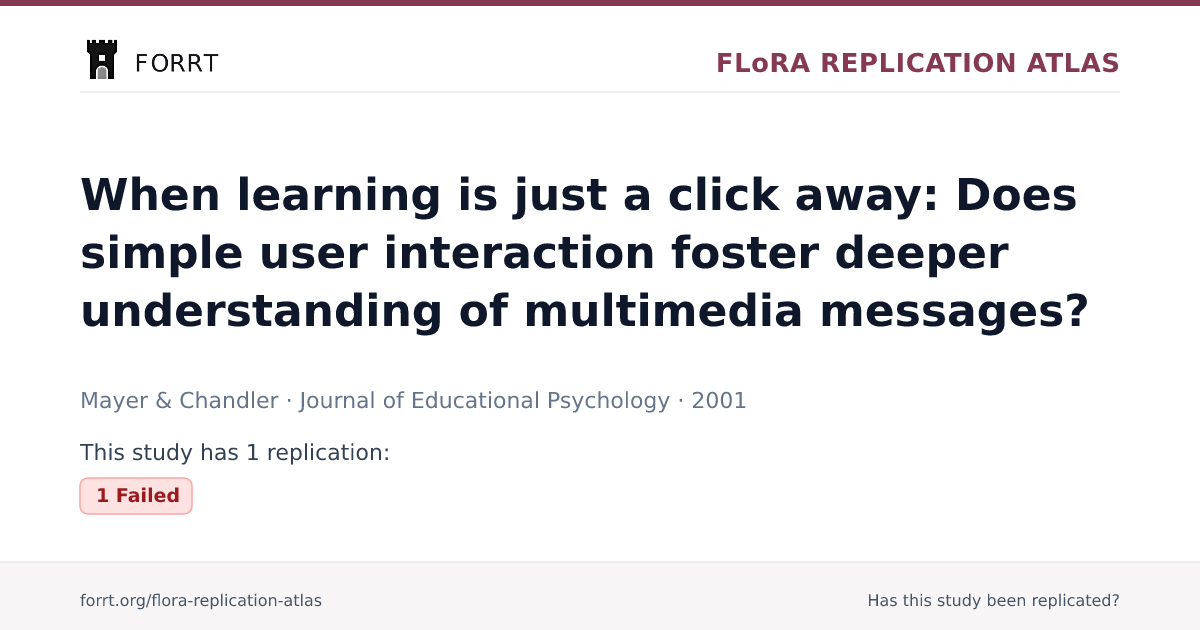 FORRT
FLoRA REPLICATION ATLAS
When learning is just a click away: Does
simple user interaction foster deeper
understanding of multimedia messages?
Mayer & Chandler · Journal of Educational Psychology · 2001
This study has 1 replication:
1 Failed
forrt.org/flora-replication-atlas
Has this study been replicated?